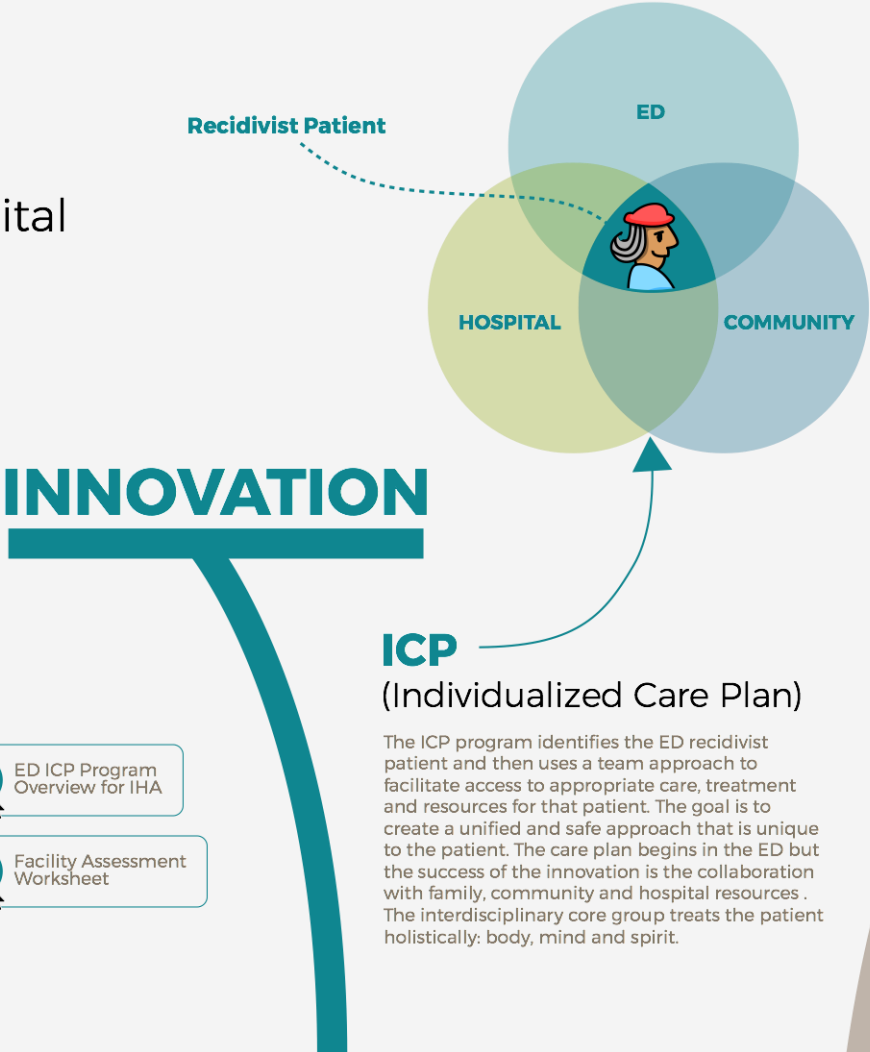 ED
Recidivist Patient
ital
HOSPITAL
COMMUNITY
INNOVATION
ICP
(Individualized Care Plan)
The ICP program identifies the ED recidivist
patient and then uses a team approach to
facilitate access to appropriate care, treatment
and resources for that patient. The goal is to
create a unified and safe approach that is unique
to the patient. The care plan begins in the ED but
the success of the innovation is the collaboration
with family, community and hospital resources .
The interdisciplinary core group treats the patient
holistically: body, mind and spirit.
ED ICP Program
Overview for IHA
Facility Assessment
Worksheet